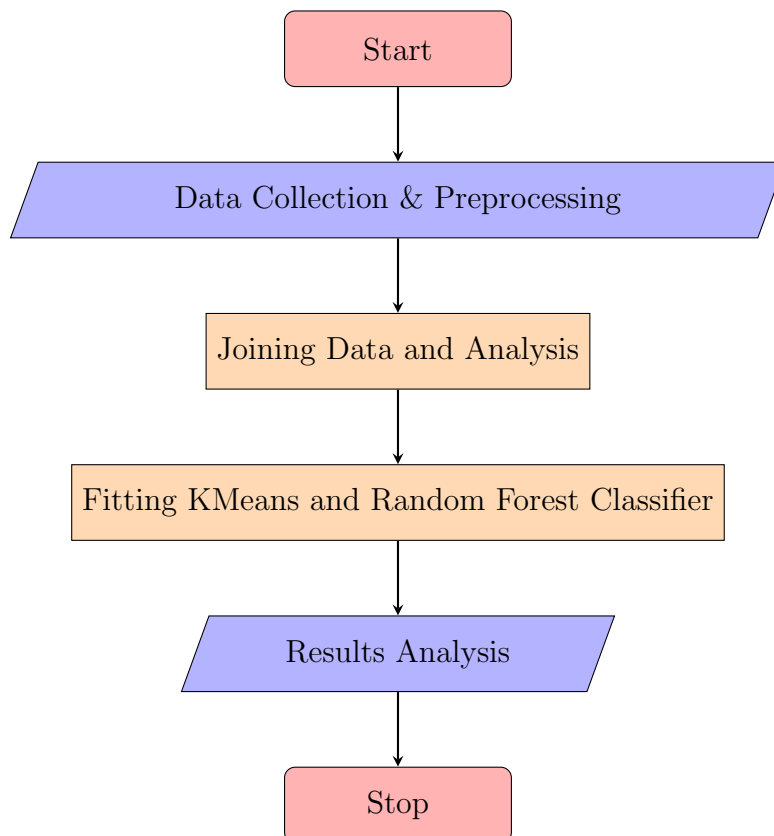 Start
Data Collection & Preprocessing
Joining Data and Analysis
Fitting KMeans and Random Forest Classifier
Results Analysis
Stop